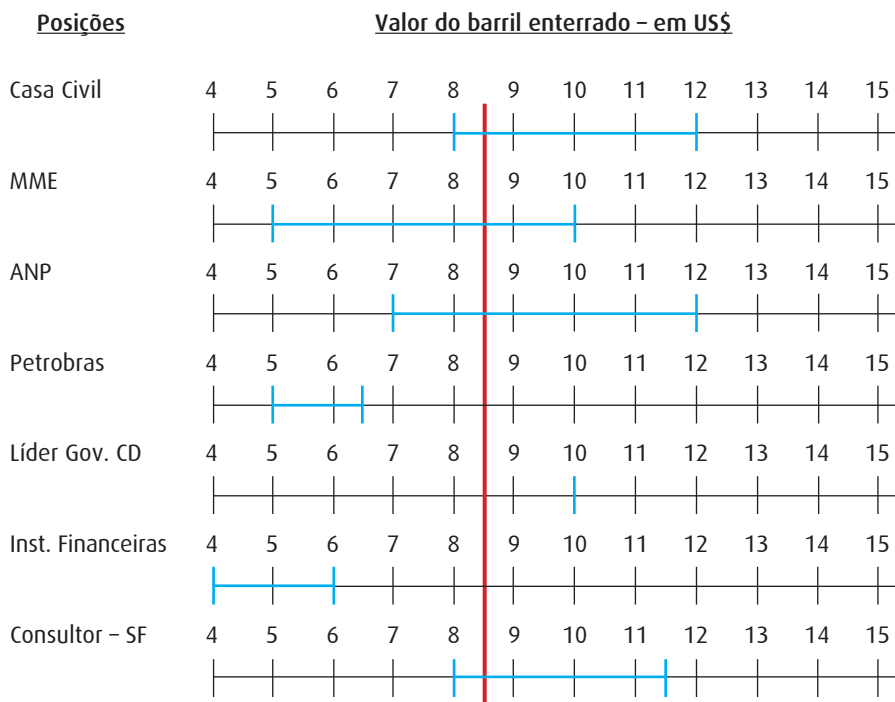 Posições Valor do barril enterrado – em US$
Casa Civil 4 5 6 7 8 9 10 11 12 13 14 15
MME 4 5 6 7 8 9 10 11 12 13 14 15
ANP 4 5 6 7 8 9 10 11 12 13 14 15
Petrobras 4 5 6 7 8 9 10 11 12 13 14 15
Líder Gov. CD 4 5 6 7 8 9 10 11 12 13 14 15
Inst. Financeiras 4 5 6 7 8 9 10 11 12 13 14 15
Consultor – SF 4 5 6 7 8 9 10 11 12 13 14 15